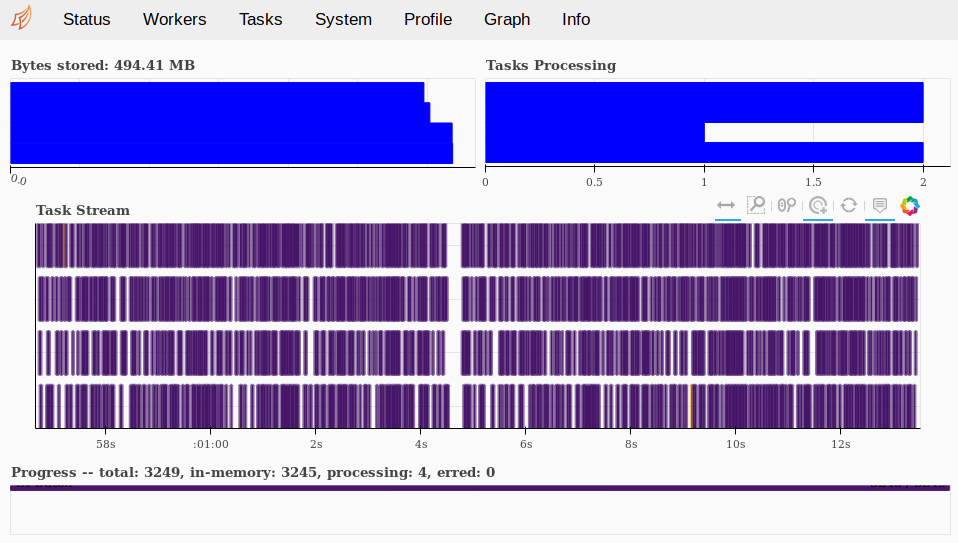 Status Workers Tasks System Profile Graph Info
Bytes stored: 494.41 MB
Tasks Processing
0.0
0 0.5 1 1.5 2
Task Stream
58s :01:00 2s 4s 6s 8s 10s 12s
Progress -- total: 3249, in-memory: 3245, processing: 4, erred: 0